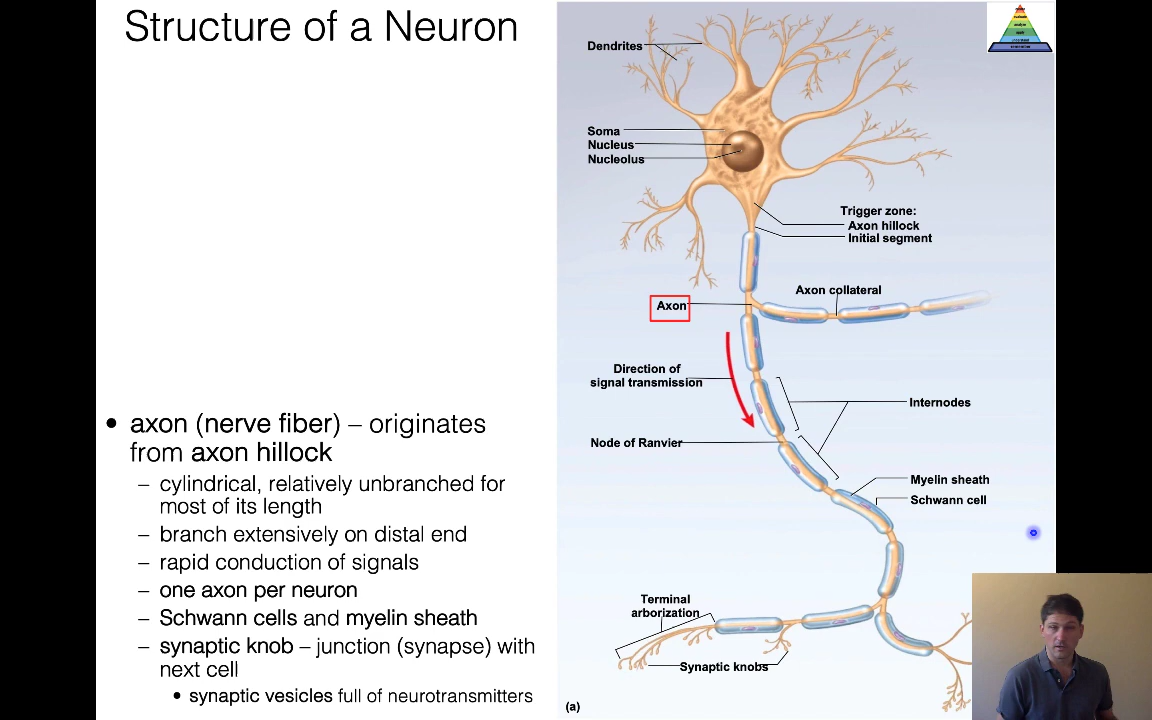 Structure of a Neuron
• axon (nerve fiber) – originates
from axon hillock
– cylindrical, relatively unbranched for
most of its length
– branch extensively on distal end
– rapid conduction of signals
– one axon per neuron
– Schwann cells and myelin sheath
– synaptic knob – junction (synapse) with
next cell
• synaptic vesicles full of neurotransmitters
Dendrites
Soma
Nucleus
Nucleolus
Trigger zone:
Axon hillock
Initial segment
Axon collateral
Axon
Direction of
signal transmission
Internodes
Node of Ranvier
Myelin sheath
Schwann cell
Terminal
arborization
Synaptic knobs
(a)